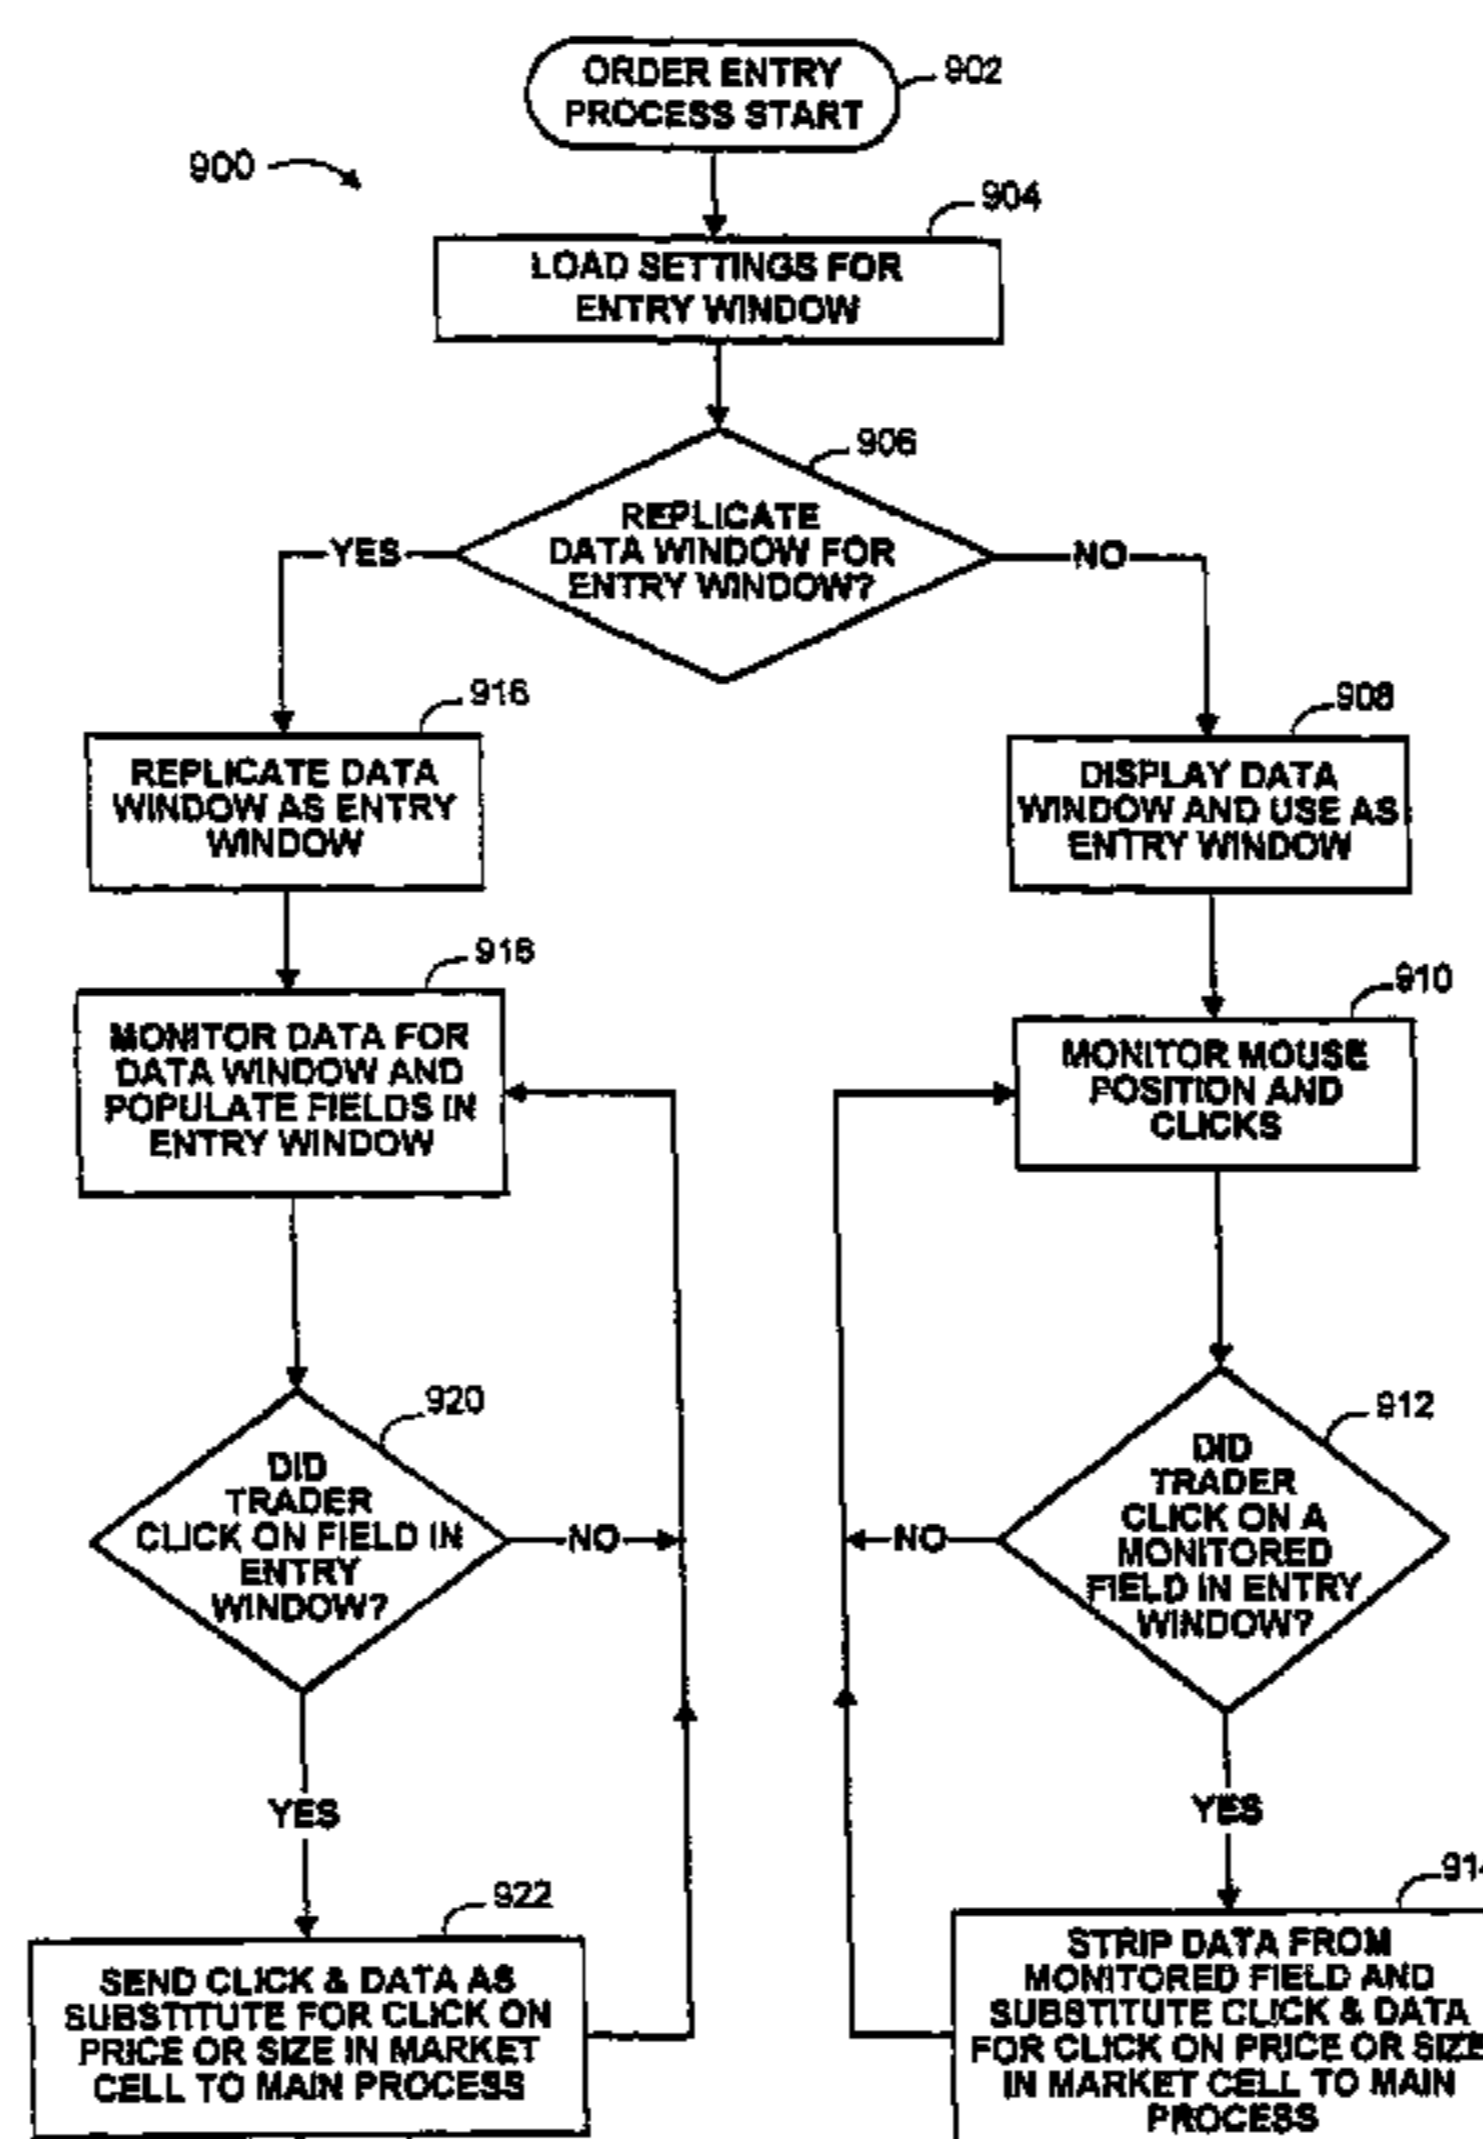 ORDER ENTRY
PROCESS START
902
900
904
LOAD SETTINGS FOR
ENTRY WINDOW
906
REPLICATE
DATA WINDOW FOR
ENTRY WINDOW?
YES
NO
916
REPLICATE DATA
WINDOW AS ENTRY
WINDOW
908
DISPLAY DATA
WINDOW AND USE AS
ENTRY WINDOW
918
MONITOR DATA FOR
DATA WINDOW AND
POPULATE FIELDS IN
ENTRY WINDOW
910
MONITOR MOUSE
POSITION AND
CLICKS
920
DID
TRADER
CLICK ON FIELD IN
ENTRY
WINDOW?
NO
912
DID
TRADER
CLICK ON A
MONITORED
FIELD IN ENTRY
WINDOW?
NO
YES
YES
922
SEND CLICK & DATA AS
SUBSTITUTE FOR CLICK ON
PRICE OR SIZE IN MARKET
CELL TO MAIN PROCESS
914
STRIP DATA FROM
MONITORED FIELD AND
SUBSTITUTE CLICK & DATA
FOR CLICK ON PRICE OR SIZE
IN MARKET CELL TO MAIN
PROCESS